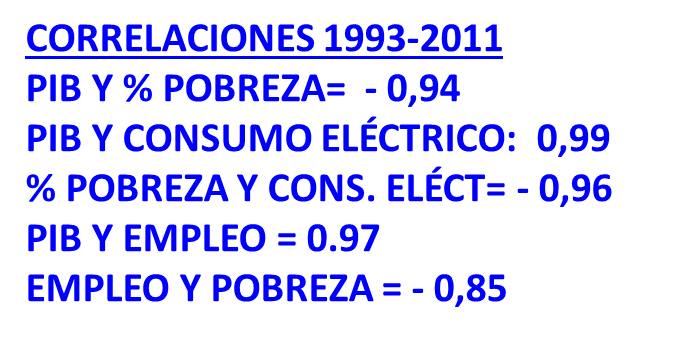 CORRELACIONES 1993-2011
PIB Y % POBREZA=  - 0,94
PIB Y CONSUMO ELÉCTRICO:  0,99
% POBREZA Y CONS. ELÉCT= - 0,96
PIB Y EMPLEO = 0.97
EMPLEO Y POBREZA = - 0,85